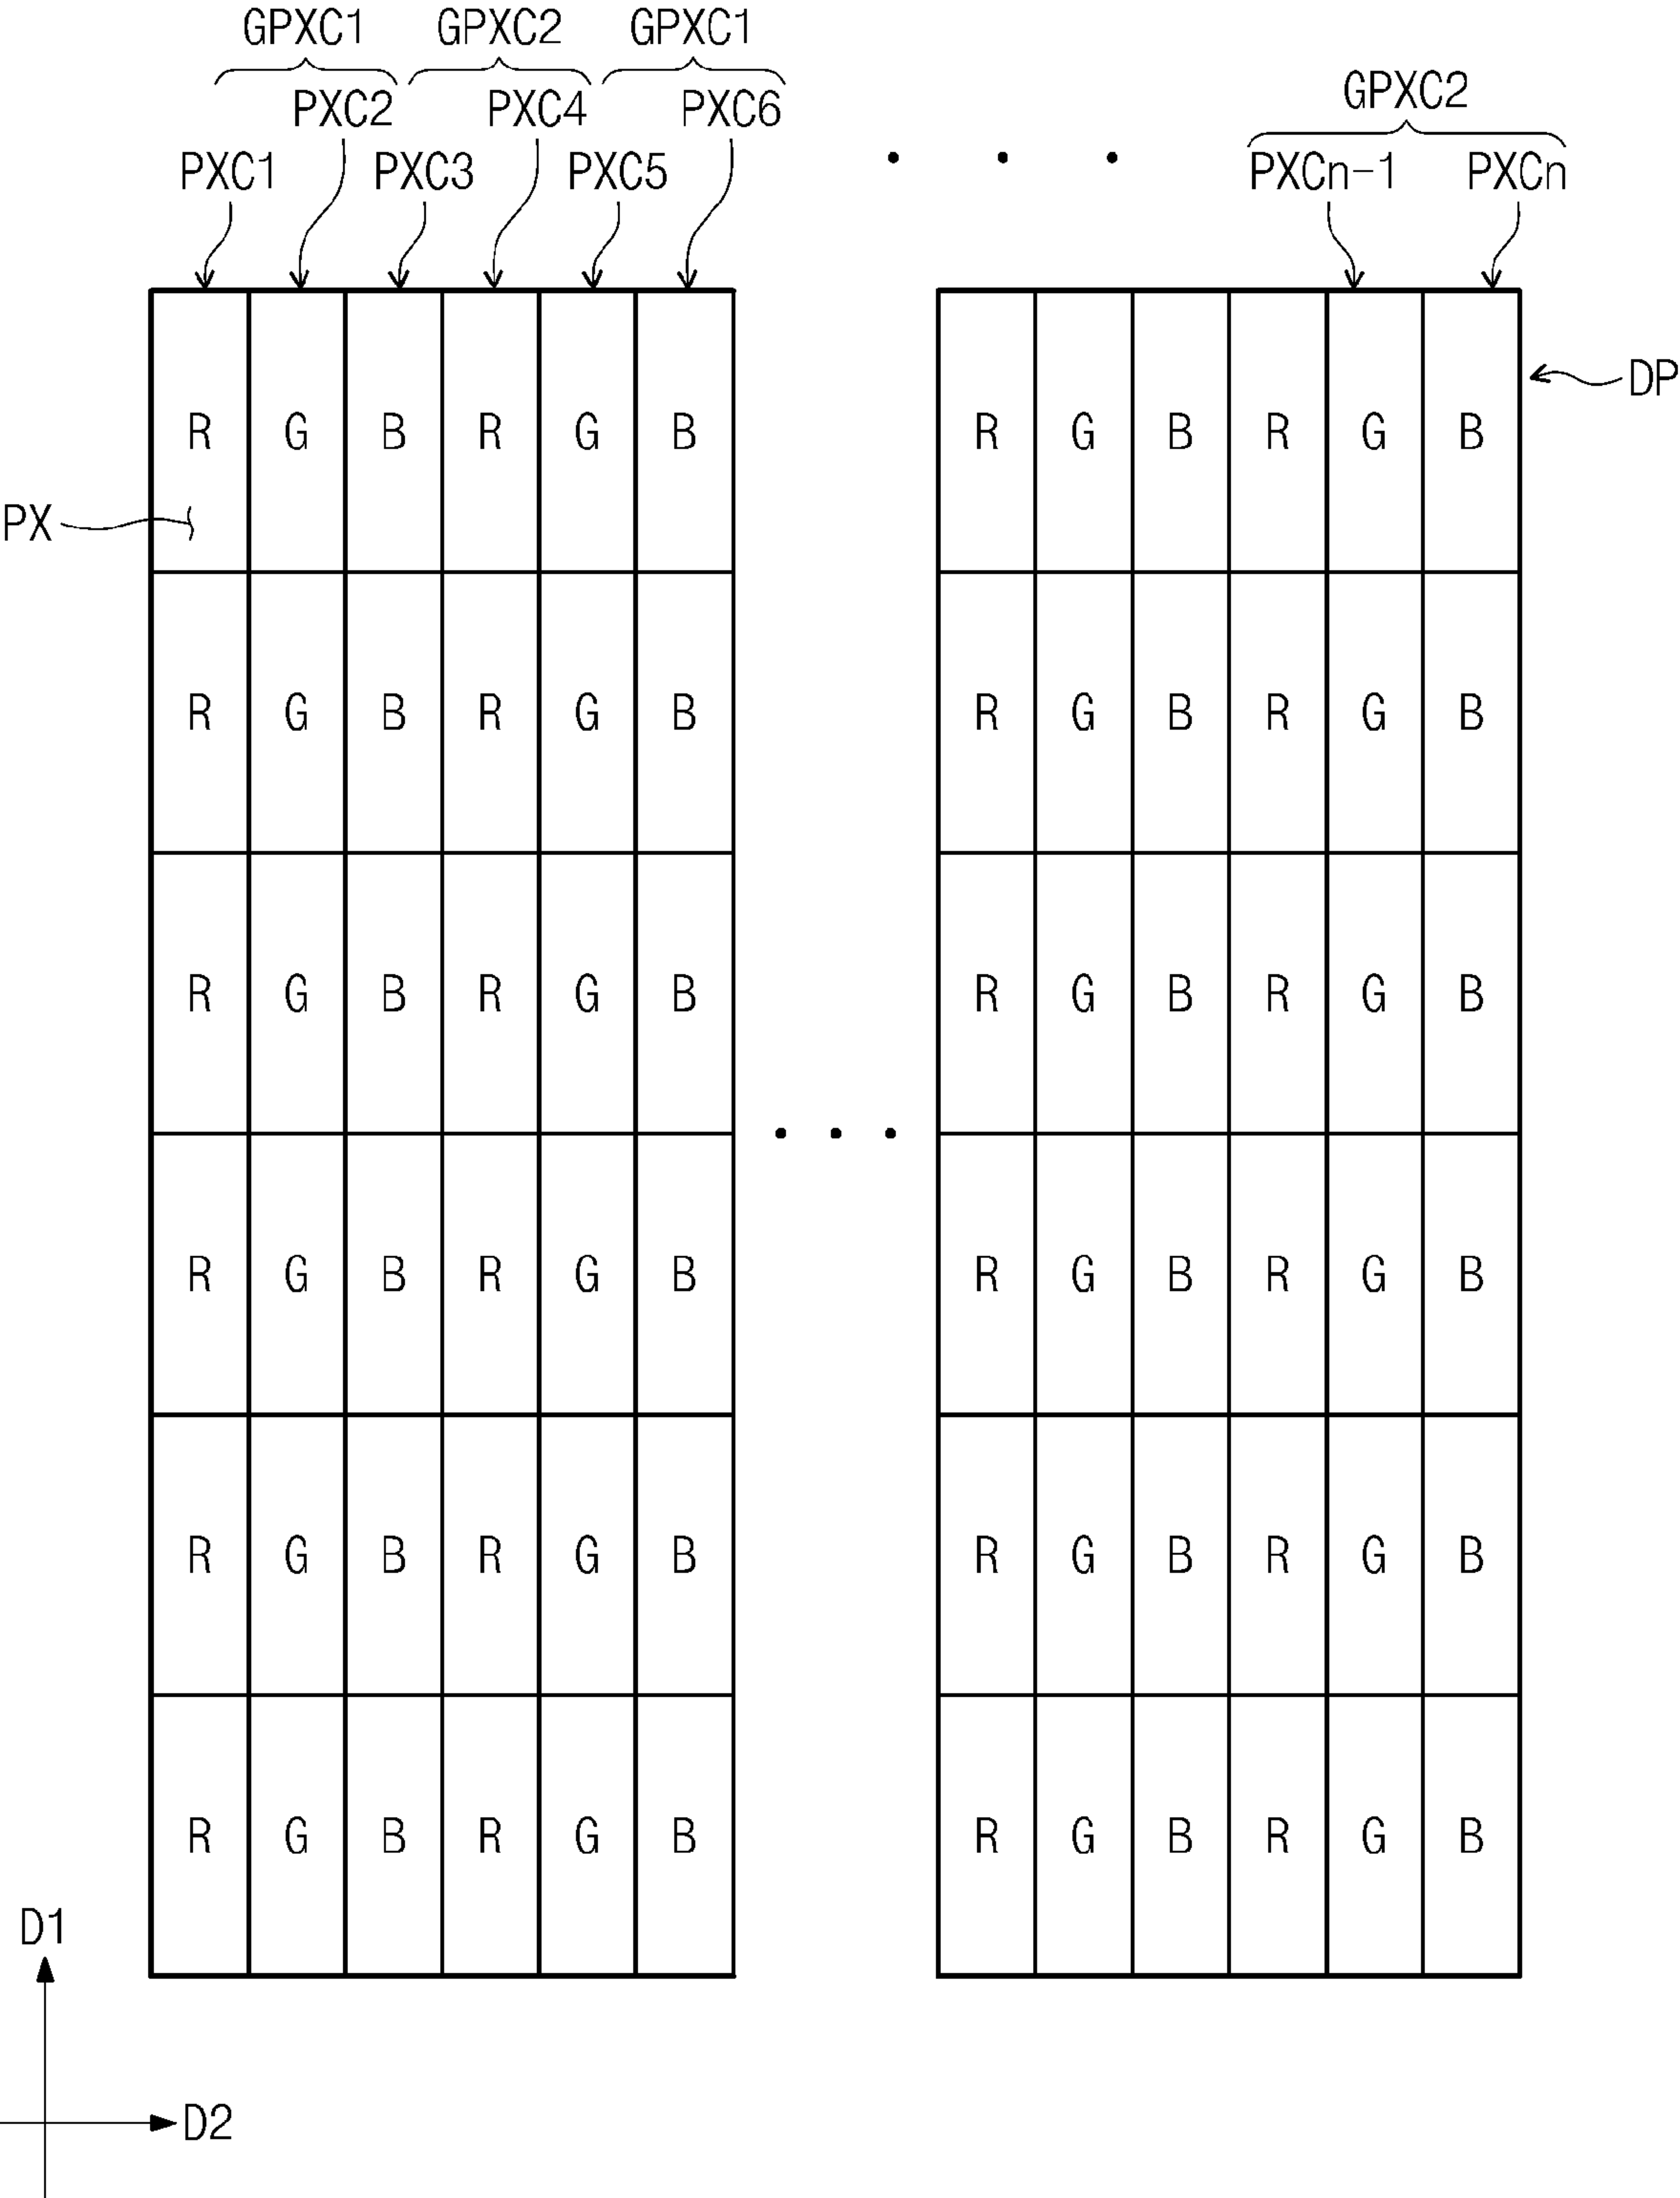 GPXC1 GPXC2 GPXC1
PXC2 PXC4 PXC6 GPXC2
PXC1 PXC3 PXC5 PXCn-1 PXCn
DP
R G B R G B R G B R G B
PX
R G B R G B R G B R G B
R G B R G B R G B R G B
R G B R G B R G B R G B
R G B R G B R G B R G B
R G B R G B R G B R G B
D1
D2